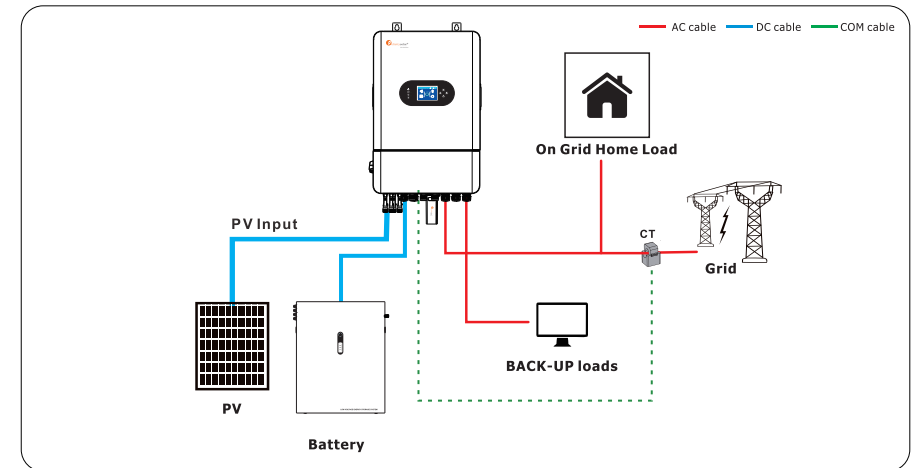 AC cable
DC cable
COM cable
On Grid Home Load
PV Input
CT
Grid
BACK-UP loads
PV
Battery